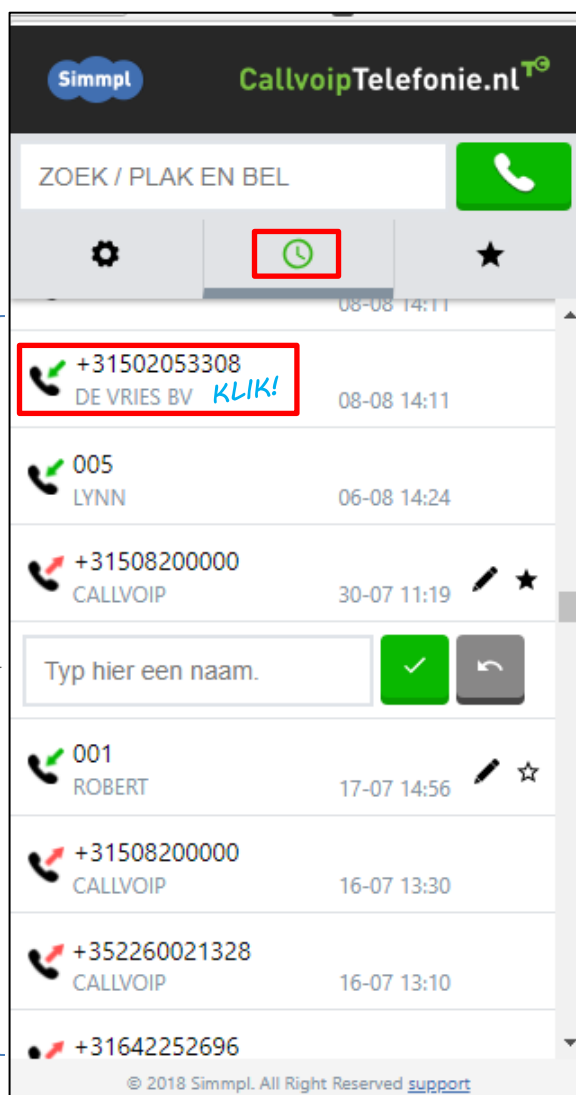 Simmpl
CallvoipTelefonie.nl TC
ZOEK / PLAK EN BEL
08-08 14:11
+31502053308
DE VRIES BV KLIK!
08-08 14:11
005
LYNN
06-08 14:24
+31508200000
CALLVOIP
30-07 11:19
Typ hier een naam.
001
ROBERT
17-07 14:56
+31508200000
CALLVOIP
16-07 13:30
+352260021328
CALLVOIP
16-07 13:10
+31642252696
© 2018 Simmpl. All Right Reserved support